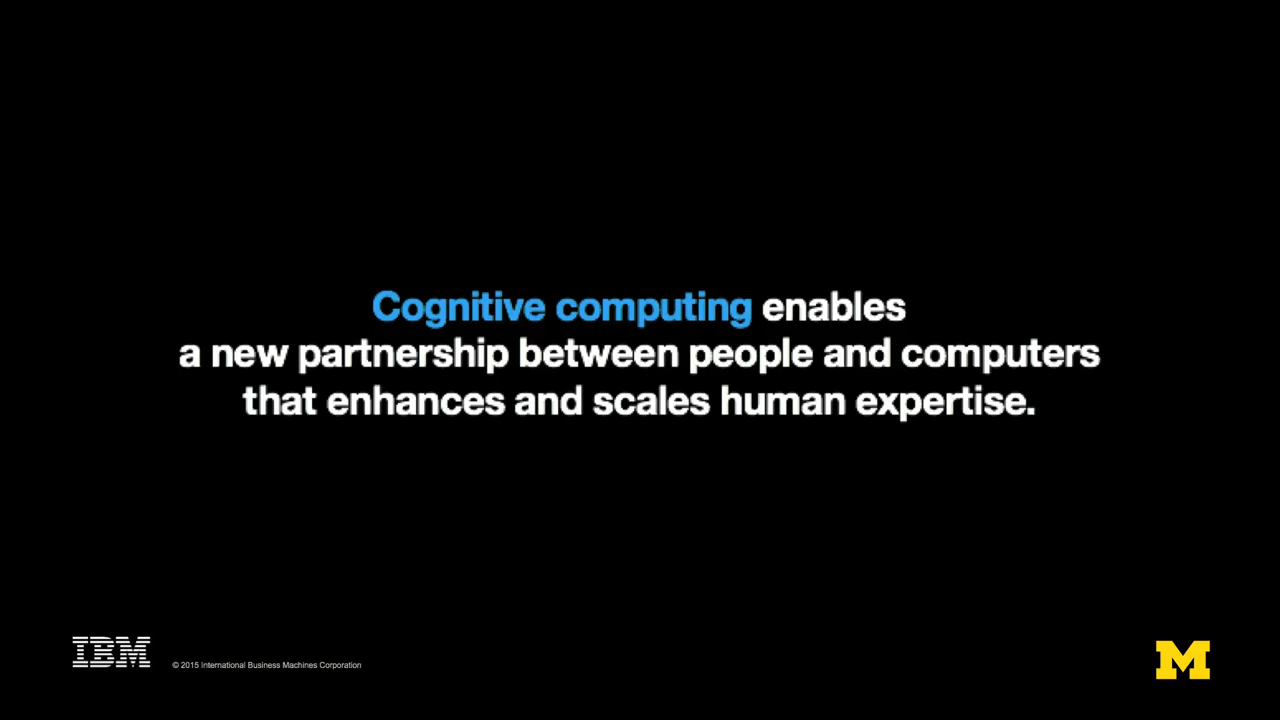 Cognitive computing enables
a new partnership between people and computers
that enhances and scales human expertise.
IBM
© 2015 International Business Machines Corporation
M